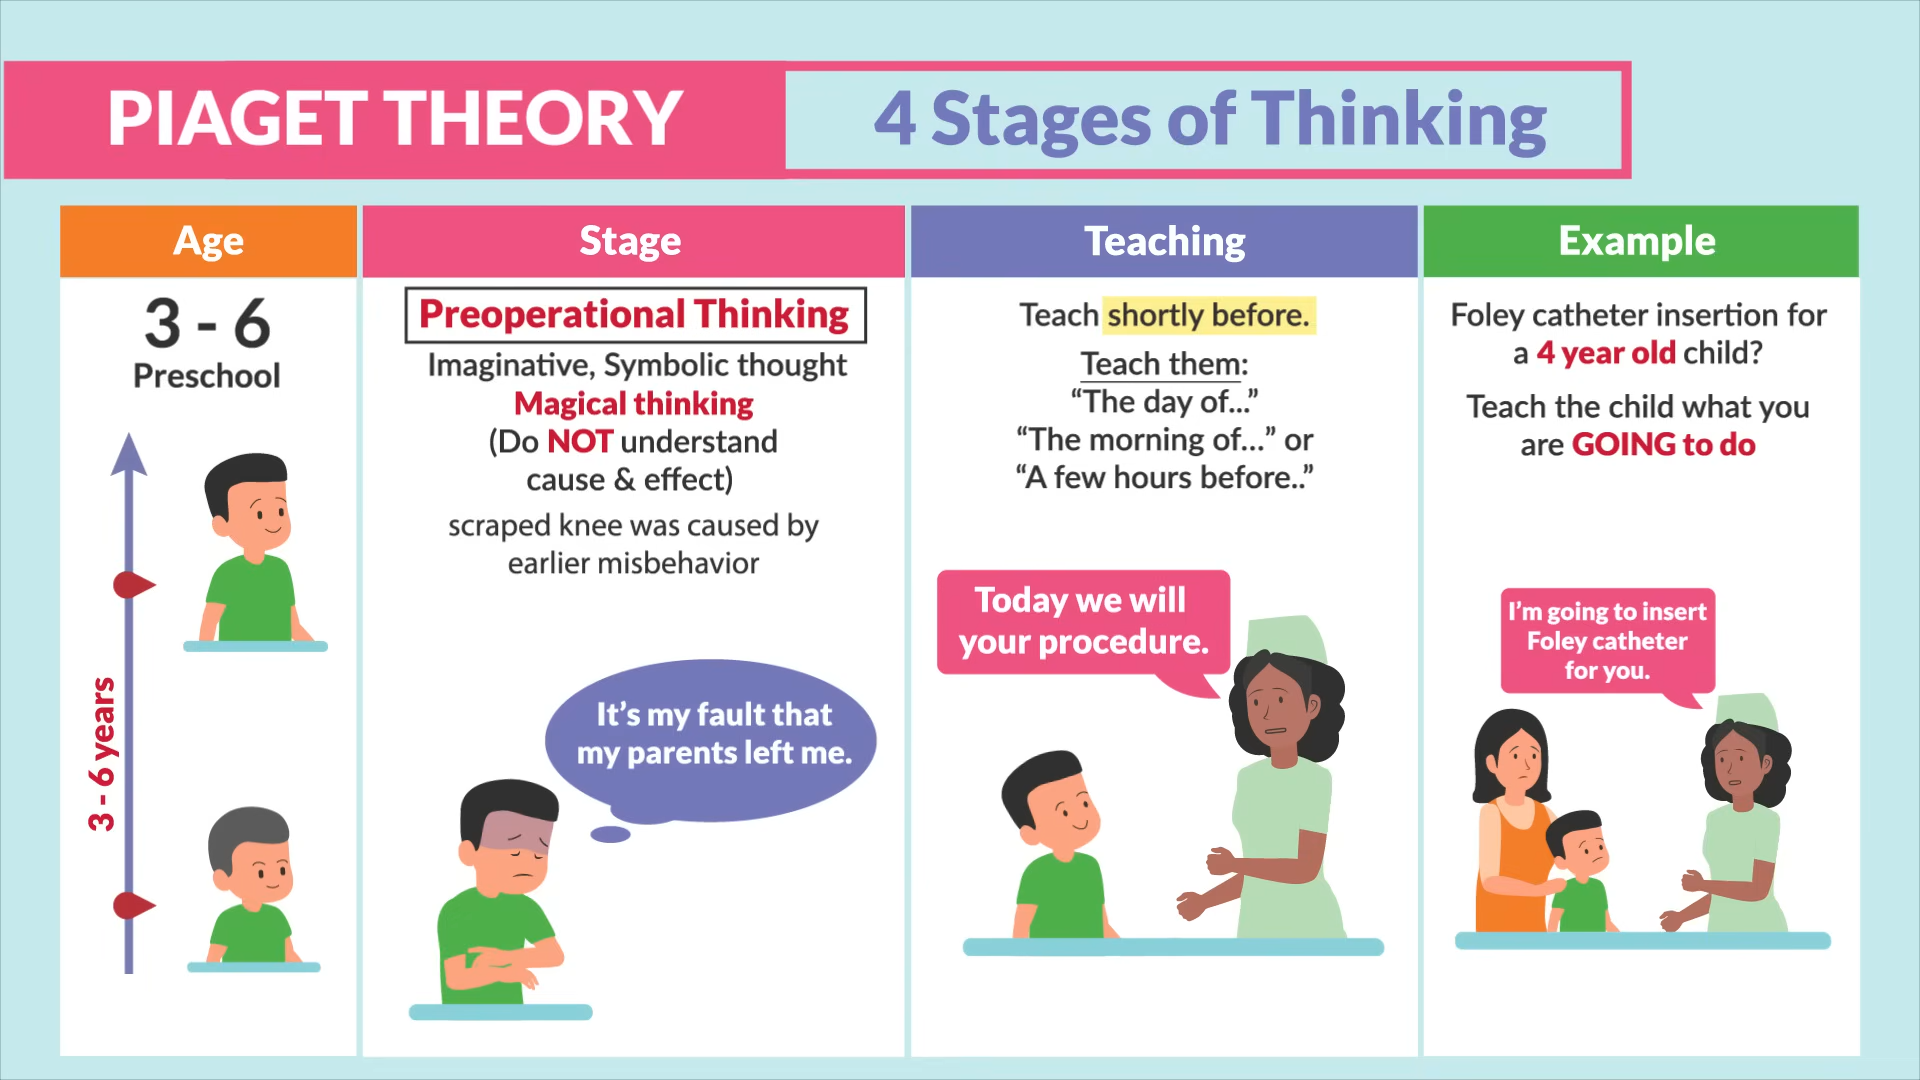 PIAGET THEORY
4 Stages of Thinking
Age
3 - 6
Preschool
3 - 6 years
Stage
Preoperational Thinking
Imaginative, Symbolic thought
Magical thinking
(Do NOT understand
cause & effect)
scraped knee was caused by
earlier misbehavior
It’s my fault that
my parents left me.
Teaching
Teach shortly before.
Teach them:
“The day of...”
“The morning of...” or
“A few hours before..”
Today we will
your procedure.
Example
Foley catheter insertion for
a 4 year old child?
Teach the child what you
are GOING to do
I’m going to insert
Foley catheter
for you.